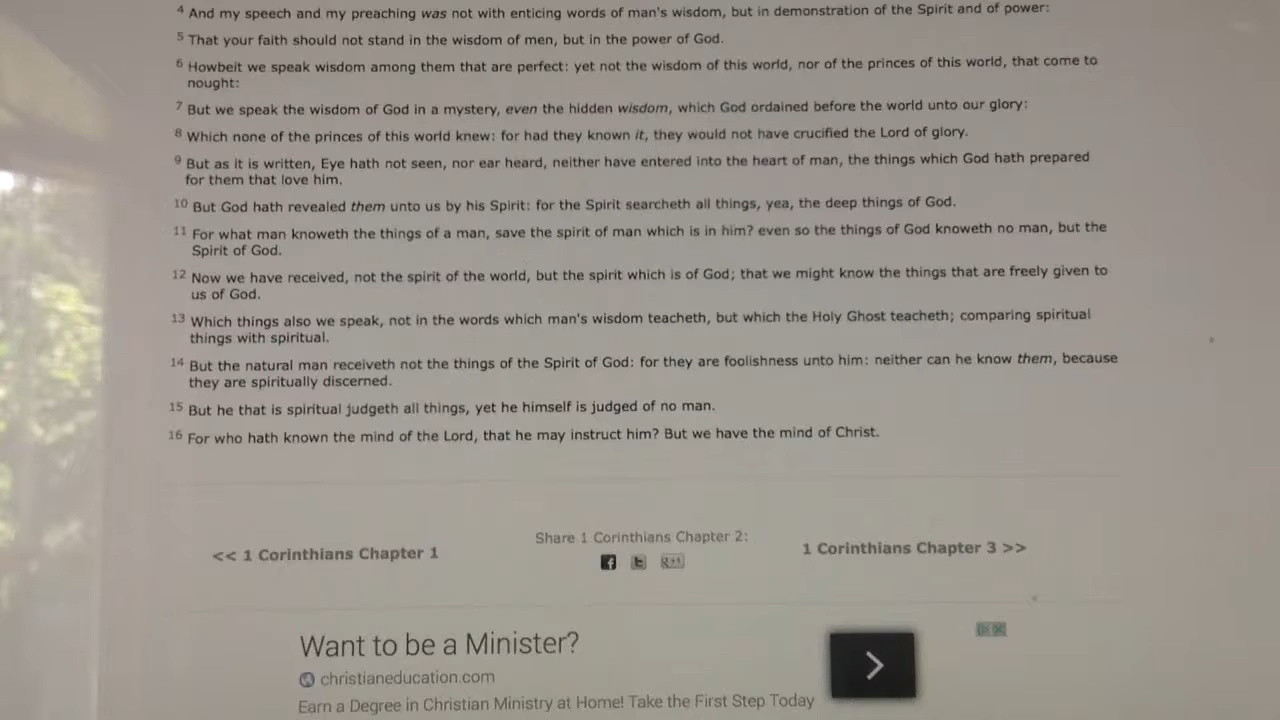 4 And my speech and my preaching was not with enticing words of man's wisdom, but in demonstration of the Spirit and of power:
5 That your faith should not stand in the wisdom of men, but in the power of God.
6 Howbeit we speak wisdom among them that are perfect: yet not the wisdom of this world, nor of the princes of this world, that come to
nought:
7 But we speak the wisdom of God in a mystery, even the hidden wisdom, which God ordained before the world unto our glory:
8 Which none of the princes of this world knew: for had they known it, they would not have crucified the Lord of glory.
9 But as it is written, Eye hath not seen, nor ear heard, neither have entered into the heart of man, the things which God hath prepared
for them that love him.
10 But God hath revealed them unto us by his Spirit: for the Spirit searcheth all things, yea, the deep things of God.
11 For what man knoweth the things of a man, save the spirit of man which is in him? even so the things of God knoweth no man, but the
Spirit of God.
12 Now we have received, not the spirit of the world, but the spirit which is of God; that we might know the things that are freely given to
us of God.
13 Which things also we speak, not in the words which man's wisdom teacheth, but which the Holy Ghost teacheth; comparing spiritual
things with spiritual.
14 But the natural man receiveth not the things of the Spirit of God: for they are foolishness unto him: neither can he know them, because
they are spiritually discerned.
15 But he that is spiritual judgeth all things, yet he himself is judged of no man.
16 For who hath known the mind of the Lord, that he may instruct him? But we have the mind of Christ.
Share 1 Corinthians Chapter 2:
<< 1 Corinthians Chapter 1
1 Corinthians Chapter 3 >>
f t g+1
Want to be a Minister?
christianeducation.com
Earn a Degree in Christian Ministry at Home! Take the First Step Today